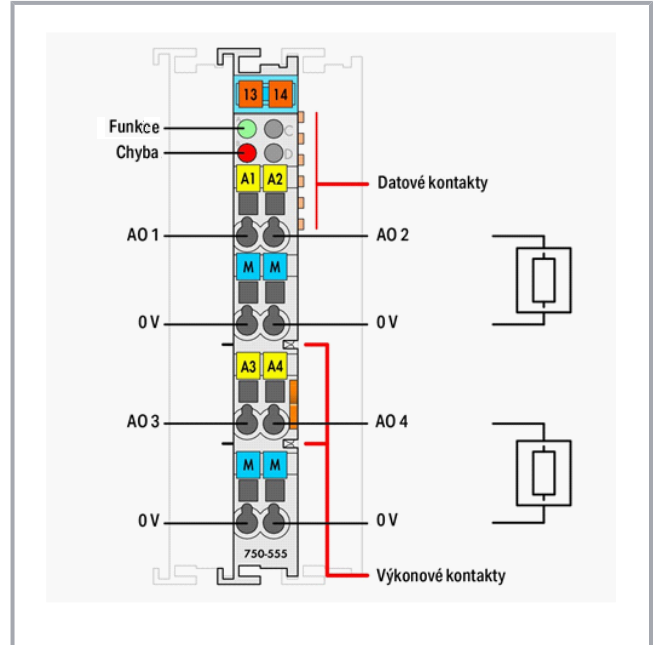 13 14
Funkce
C
Chyba
D
A1 A2
Datové kontakty
AO 1
AO 2
M M
0 V
0 V
A3 A4
AO 3
AO 4
M M
0 V
0 V
750-555
Výkonové kontakty